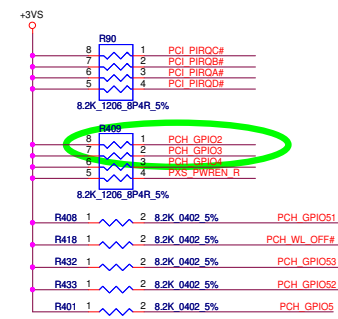 +3VS
R90
8 1 PCI_PIRQC#
7 2 PCI_PIRQB#
6 3 PCI_PIRQA#
5 4 PCI_PIRQD#
8.2K_1206_8P4R_5%
R409
8 1 PCH_GPIO2
7 2 PCH_GPIO3
6 3 PCH_GPIO4
5 4 PXS_PWREN_R
8.2K_1206_8P4R_5%
R408 1 2 8.2K_0402_5% PCH_GPIO51
R418 1 2 8.2K_0402_5% PCH_WL_OFF#
R432 1 2 8.2K_0402_5% PCH_GPIO53
R433 1 2 8.2K_0402_5% PCH_GPIO52
R401 1 2 8.2K_0402_5% PCH_GPIO5